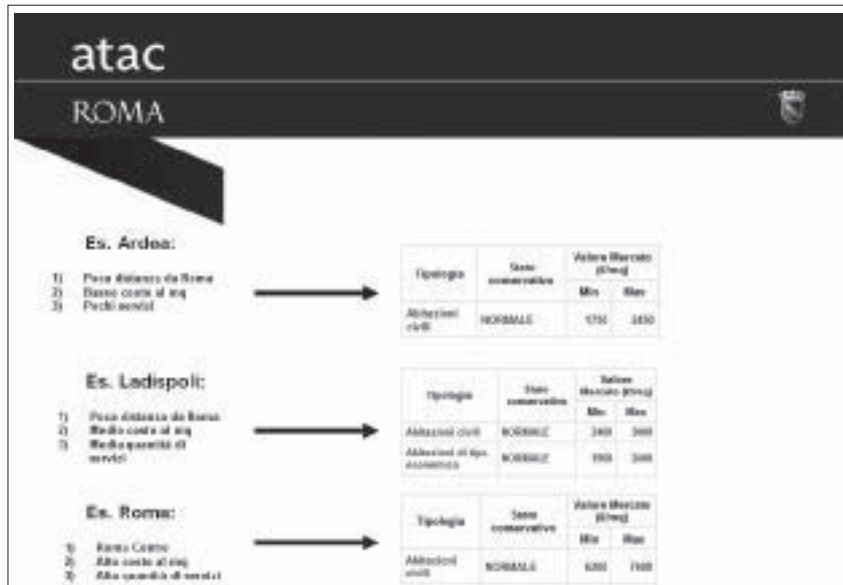 atac
ROMA
Es. Ardea:
1) Poca distanza da Roma
2) Basso costo al mq
3) Pochi servizi
Tipologia
Stato conservativo
Valore Mercato (€/mq)
Min Max
Abitazioni civili NORMALE 1750
Es. Ladispoli:
1) Poca distanza da Roma
2) Medio costo al mq
3) Media quantità di
servizi
Tipologia
Stato conservativo
Valore
Mercato (€/mq)
Min Max
Abitazioni civili NORMALE
Abitazioni di tipo
economico NORMALE
Es. Roma:
1) Roma Centro
2) Alto costo al mq
3) Alta quantità di servizi
Tipologia
Stato conservativo
Valore Mercato
(€/mq)
Min Max
Abitazioni
civili NORMALE